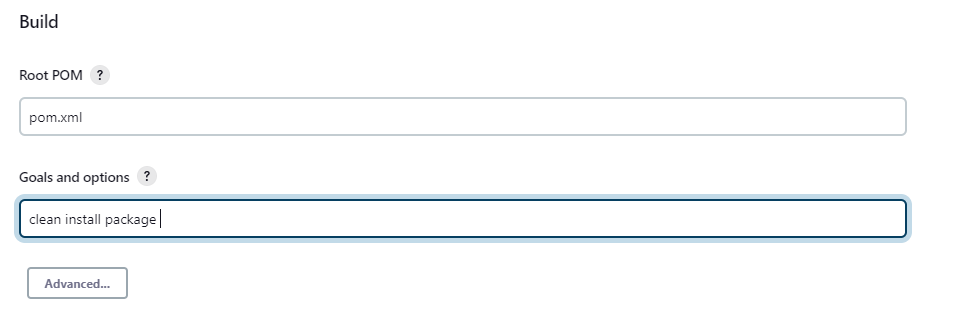 Build
Root POM ?
pom.xml
Goals and options ?
clean install package
Advanced...